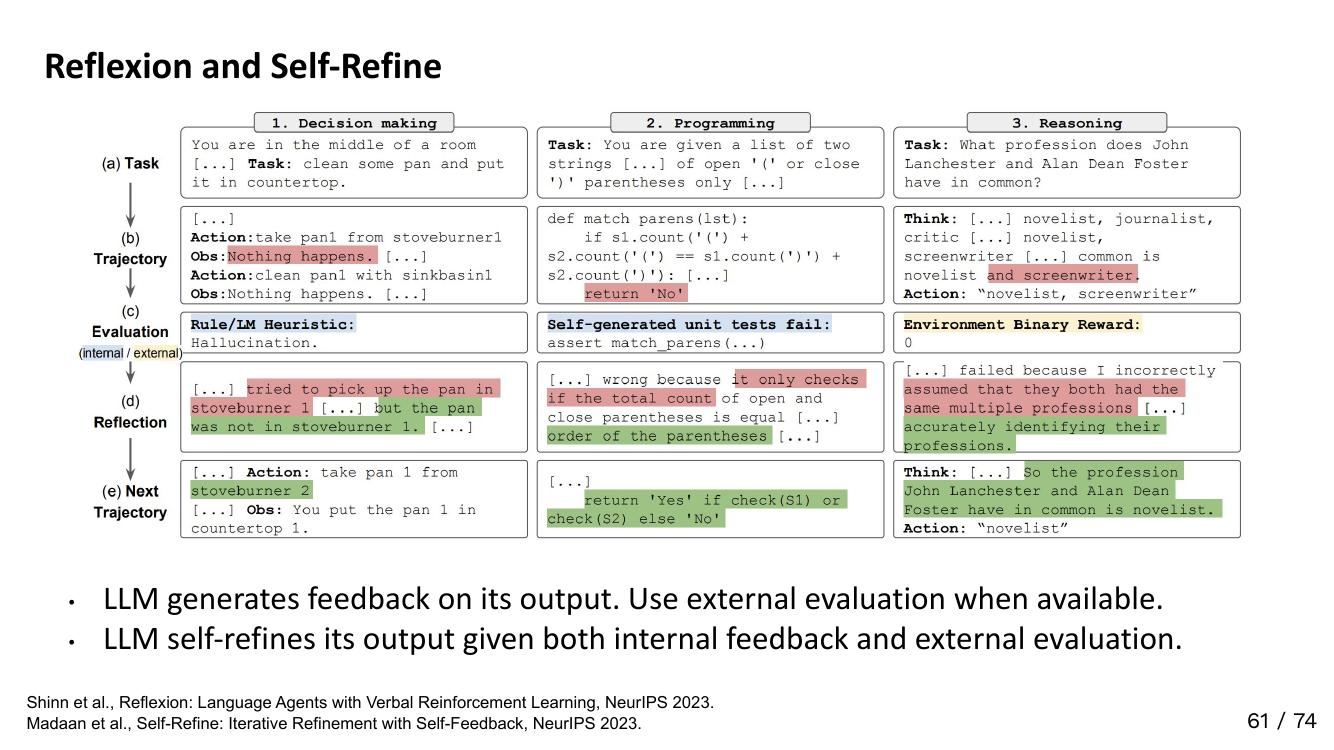 Reflexion and Self-Refine
1. Decision making
2. Programming
3. Reasoning
(a) Task
You are in the middle of a room
[...] Task: clean some pan and put
it in countertop.
Task: You are given a list of two
strings [...] of open '(' or close
')' parentheses only [...]
Task: What profession does John
Lanchester and Alan Dean Foster
have in common?
(b)
Trajectory
[...]
Action:take pan1 from stoveburner1
Obs:Nothing happens. [...]
Action:clean pan1 with sinkbasin1
Obs:Nothing happens. [...]
def match parens(lst):
if s1.count('(') +
s2.count('(') == s1.count(')') +
s2.count(')'): [...]
return 'No'
Think: [...] novelist, journalist,
critic [...] novelist,
screenwriter [...] common is
novelist and screenwriter.
Action: “novelist, screenwriter”
(c)
Evaluation
(internal / external)
Rule/LM Heuristic:
Hallucination.
Self-generated unit tests fail:
assert match_parens(...)
Environment Binary Reward:
0
(d)
Reflection
[...] tried to pick up the pan in
stoveburner 1 [...] but the pan
was not in stoveburner 1. [...]
[...] wrong because it only checks
if the total count of open and
close parentheses is equal [...]
order of the parentheses [...]
[...] failed because I incorrectly
assumed that they both had the
same multiple professions [...]
accurately identifying their
professions.
(e) Next
Trajectory
[...] Action: take pan 1 from
stoveburner 2
[...] Obs: You put the pan 1 in
countertop 1.
[...]
return 'Yes' if check(S1) or
check(S2) else 'No'
Think: [...] So the profession
John Lanchester and Alan Dean
Foster have in common is novelist.
Action: “novelist”
• LLM generates feedback on its output. Use external evaluation when available.
• LLM self-refines its output given both internal feedback and external evaluation.
Shinn et al., Reflexion: Language Agents with Verbal Reinforcement Learning, NeurIPS 2023.
Madaan et al., Self-Refine: Iterative Refinement with Self-Feedback, NeurIPS 2023.
61 / 74